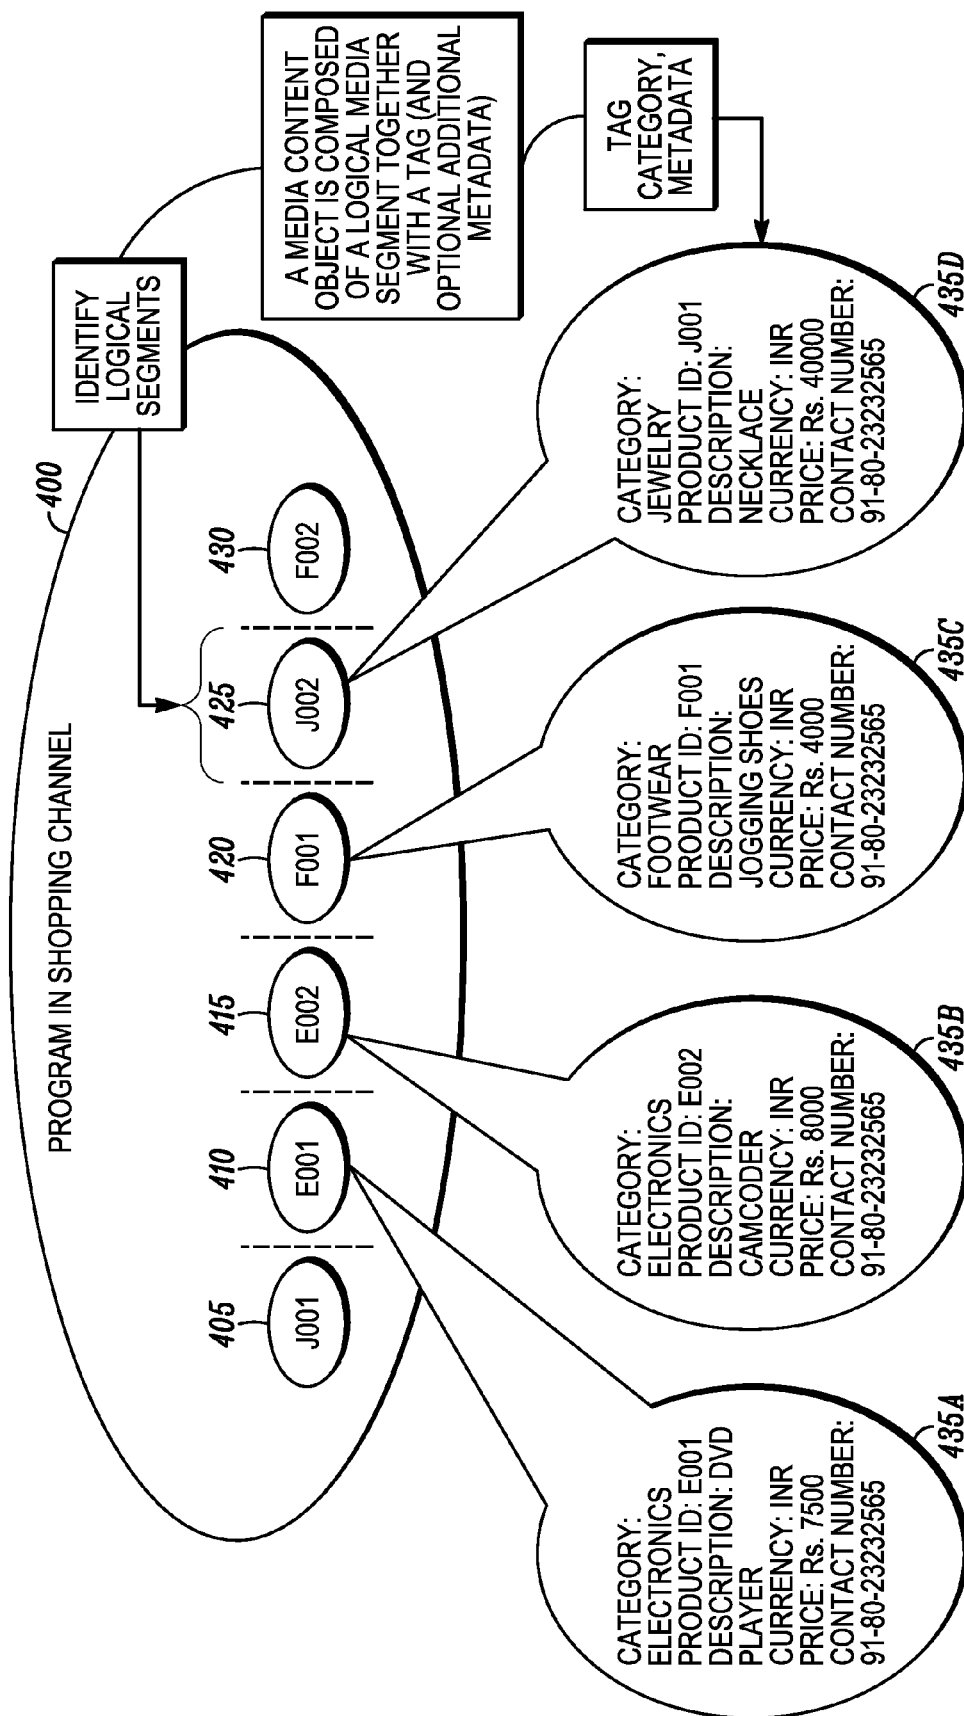 PROGRAM IN SHOPPING CHANNEL
400
IDENTIFY
LOGICAL
SEGMENTS
A MEDIA CONTENT
OBJECT IS COMPOSED
OF A LOGICAL MEDIA
SEGMENT TOGETHER
WITH A TAG (AND
OPTIONAL ADDITIONAL
METADATA)
TAG
CATEGORY,
METADATA
405
410
415
420
425
430
J001
E001
E002
F001
J002
F002
CATEGORY:
ELECTRONICS
PRODUCT ID: E001
DESCRIPTION: DVD
PLAYER
CURRENCY: INR
PRICE: Rs. 7500
CONTACT NUMBER:
91-80-23232565
435A
CATEGORY:
ELECTRONICS
PRODUCT ID: E002
DESCRIPTION:
CAMCODER
CURRENCY: INR
PRICE: Rs. 8000
CONTACT NUMBER:
91-80-23232565
435B
CATEGORY:
FOOTWEAR
PRODUCT ID: F001
DESCRIPTION:
JOGGING SHOES
CURRENCY: INR
PRICE: Rs. 4000
CONTACT NUMBER:
91-80-23232565
435C
CATEGORY:
JEWELRY
PRODUCT ID: J001
DESCRIPTION:
NECKLACE
CURRENCY: INR
PRICE: Rs. 40000
CONTACT NUMBER:
91-80-23232565
435D